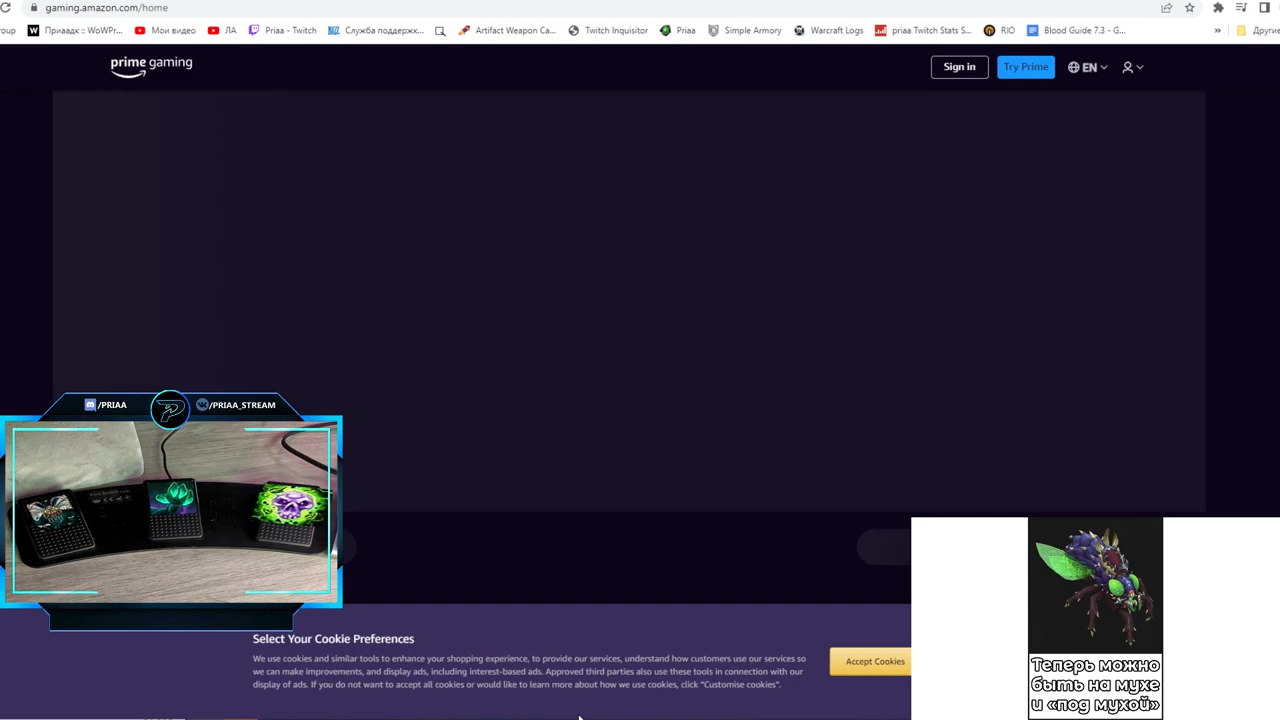 gaming.amazon.com/home
roup Приаадк :: WoWPr... Мои видео ЛА Priaa - Twitch Служба поддержк... Artifact Weapon Ca... Twitch Inquisitor Priaa Simple Armory Warcraft Logs priaa Twitch Stats S... RIO Blood Guide 7.3 - G... » Другие
prime gaming Sign in Try Prime EN
/PRIAA /PRIAA_STREAM
Select Your Cookie Preferences
We use cookies and similar tools to enhance your shopping experience, to provide our services, understand how customers use our services so
we can make improvements, and display ads, including interest-based ads. Approved third parties also use these tools in connection with our
display of ads. If you do not want to accept all cookies or would like to learn more about how we use cookies, click "Customise cookies".
Accept Cookies
Теперь можно
быть на мухе
и «под мухой»